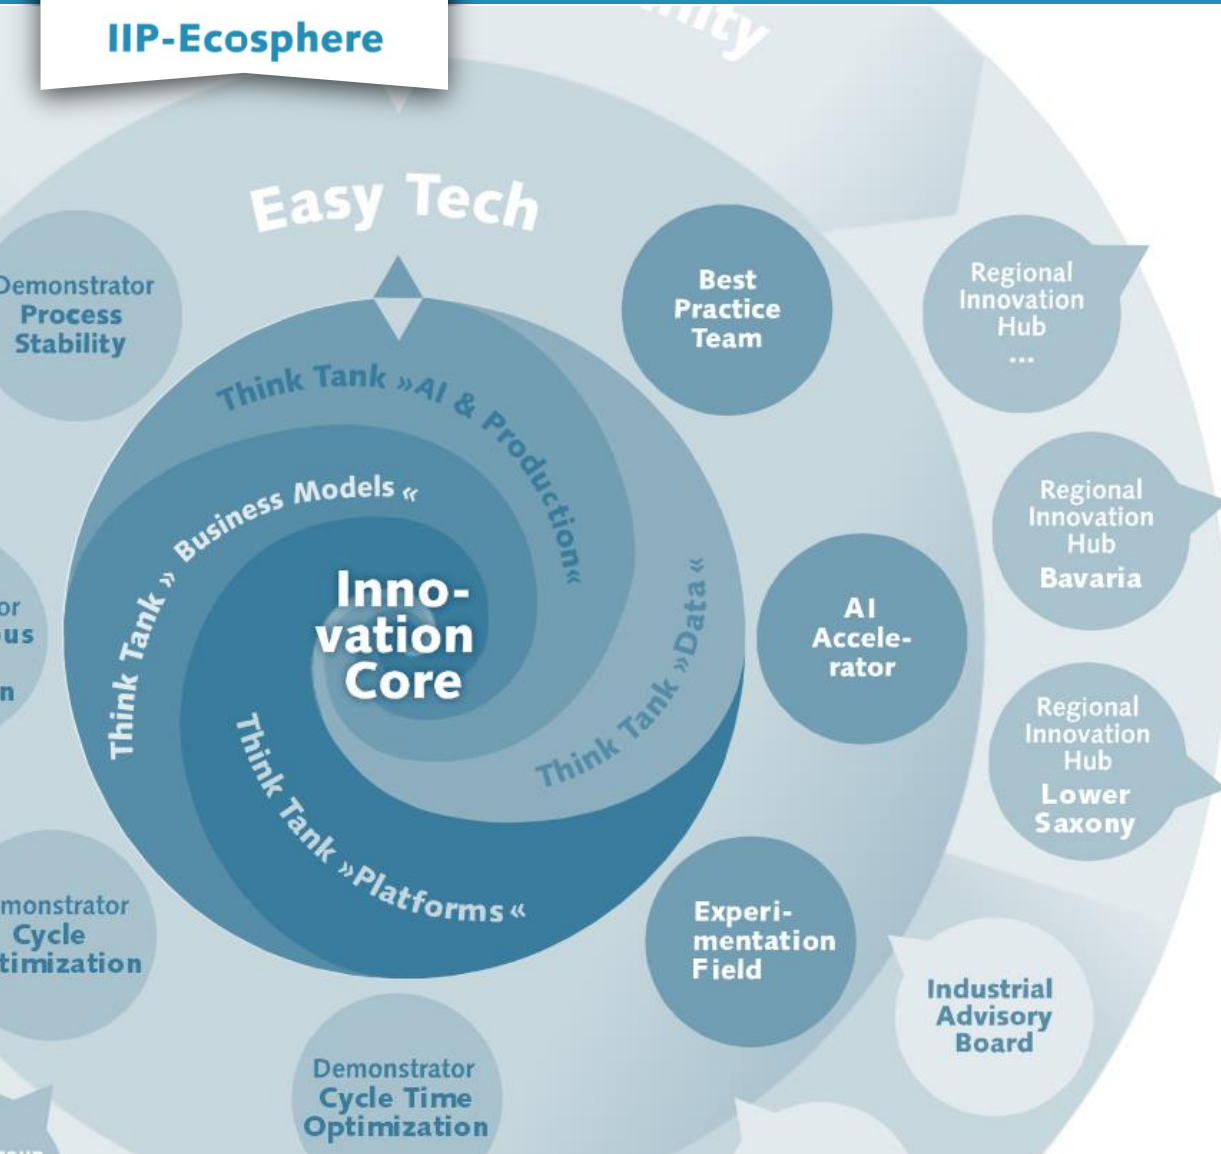 IIP-Ecosphere
Easy Tech
Demonstrator
Process
Stability
Best
Practice
Team
Regional
Innovation
Hub
...
Think Tank »AI & Production«
Think Tank » Business Models «
Regional
Innovation
Hub
Bavaria
Inno-
vation
Core
Think Tank »Data «
AI
Accele-
rator
Regional
Innovation
Hub
Lower
Saxony
Think Tank »Platforms «
Cycle
Experi-
mentation
Field
Industrial
Advisory
Board
Demonstrator
Cycle Time
Optimization